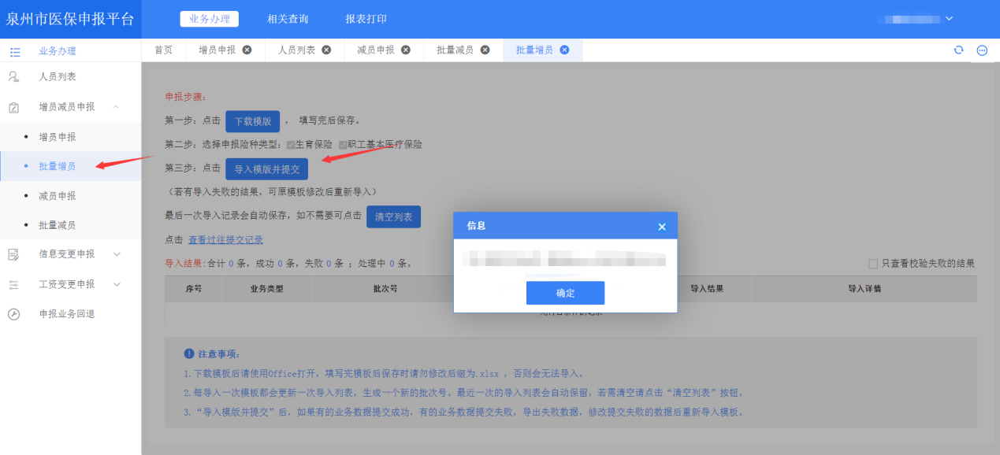 泉州市医保申报平台
业务办理 相关查询 报表打印
业务办理
首页 增员申报 人员列表 减员申报 批量减员 批量增员
人员列表
增员减员申报
增员申报
批量增员
减员申报
批量减员
信息变更申报
工资变更申报
申报业务回退
申报步骤:
第一步: 点击 下载模版 , 填写完后保存。
第二步: 选择申报险种类型: 生育保险 职工基本医疗保险
第三步: 点击 导入模版并提交
(若有导入失败的结果, 可原模板修改后重新导入)
最后一次导入记录会自动保存, 如不需要可点击 清空列表
点击 查看过往提交记录
导入结果:合计 0 条, 成功 0 条, 失败 0 条 ; 处理中 0 条。
只查看校验失败的结果
序号 业务类型 批次号 导入结果 导入详情
信息
确定
注意事项:
1.下载模板后请使用Office打开, 填写完模板后保存时请勿修改后缀为.xlsx , 否则会无法导入。
2.每导入一次模板都会更新一次导入列表, 生成一个新的批次号。最近一次的导入列表会自动保留, 若需清空请点击“清空列表”按钮。
3.“导入模版并提交”后, 如果有的业务数据提交成功, 有的业务数据提交失败, 导出失败数据, 修改提交失败的数据后重新导入模板。